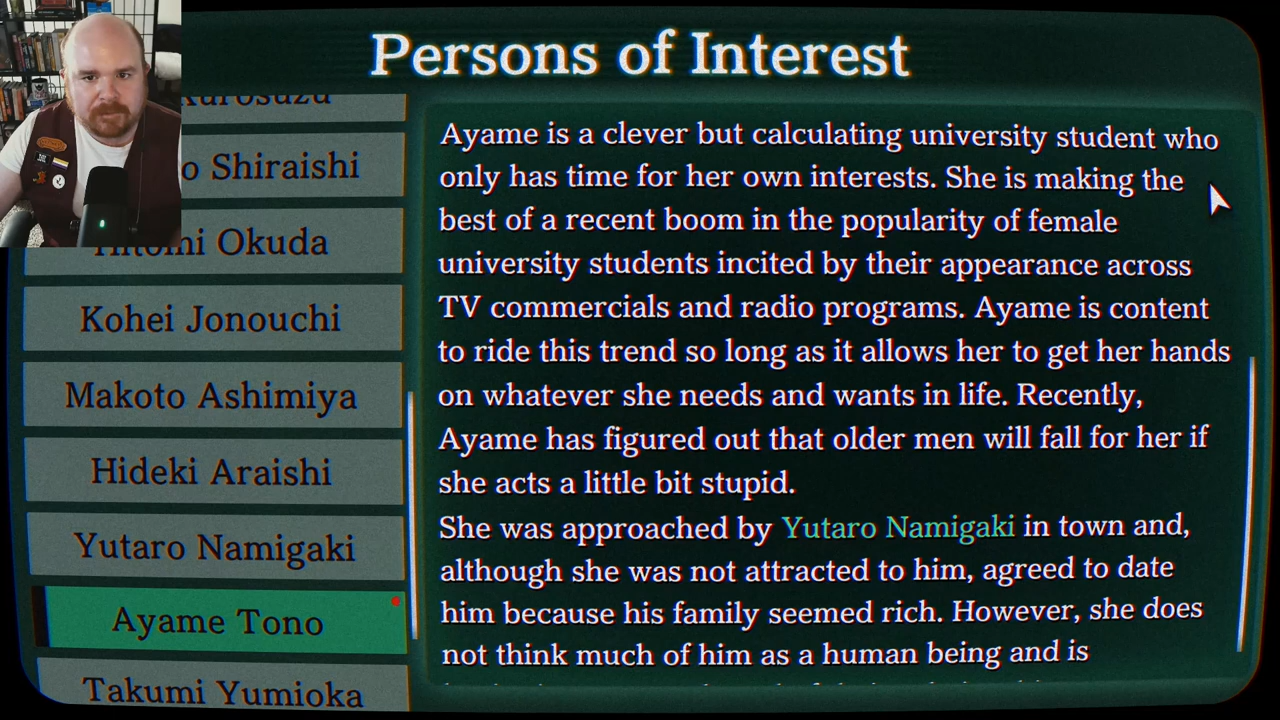 Persons of Interest
Shiraishi
Okuda
Kohei Jonouchi
Makoto Ashimiya
Hideki Araishi
Yutaro Namigaki
Ayame Tono
Takumi Yumioka
Ayame is a clever but calculating university student who
only has time for her own interests. She is making the
best of a recent boom in the popularity of female
university students incited by their appearance across
TV commercials and radio programs. Ayame is content
to ride this trend so long as it allows her to get her hands
on whatever she needs and wants in life. Recently,
Ayame has figured out that older men will fall for her if
she acts a little bit stupid.
She was approached by Yutaro Namigaki in town and,
although she was not attracted to him, agreed to date
him because his family seemed rich. However, she does
not think much of him as a human being and is